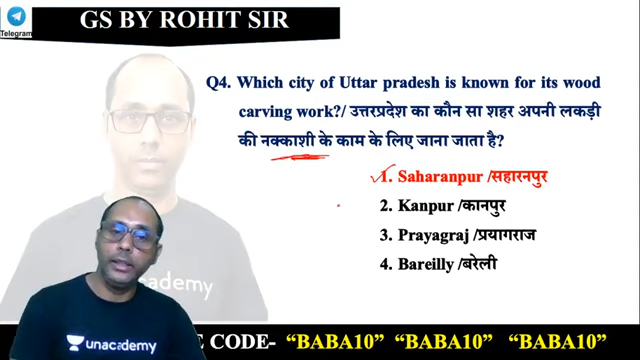 Telegram
GS BY ROHIT SIR
Q4. Which city of Uttar pradesh is known for its wood
carving work?/ उत्तरप्रदेश का कौन सा शहर अपनी लकड़ी
की नक्काशी के काम के लिए जाना जाता है?
1. Saharanpur /सहारनपुर
2. Kanpur /कानपुर
3. Prayagraj /प्रयागराज
4. Bareilly /बरेली
unacademy
CODE- “BABA10” “BABA10” “BABA10”